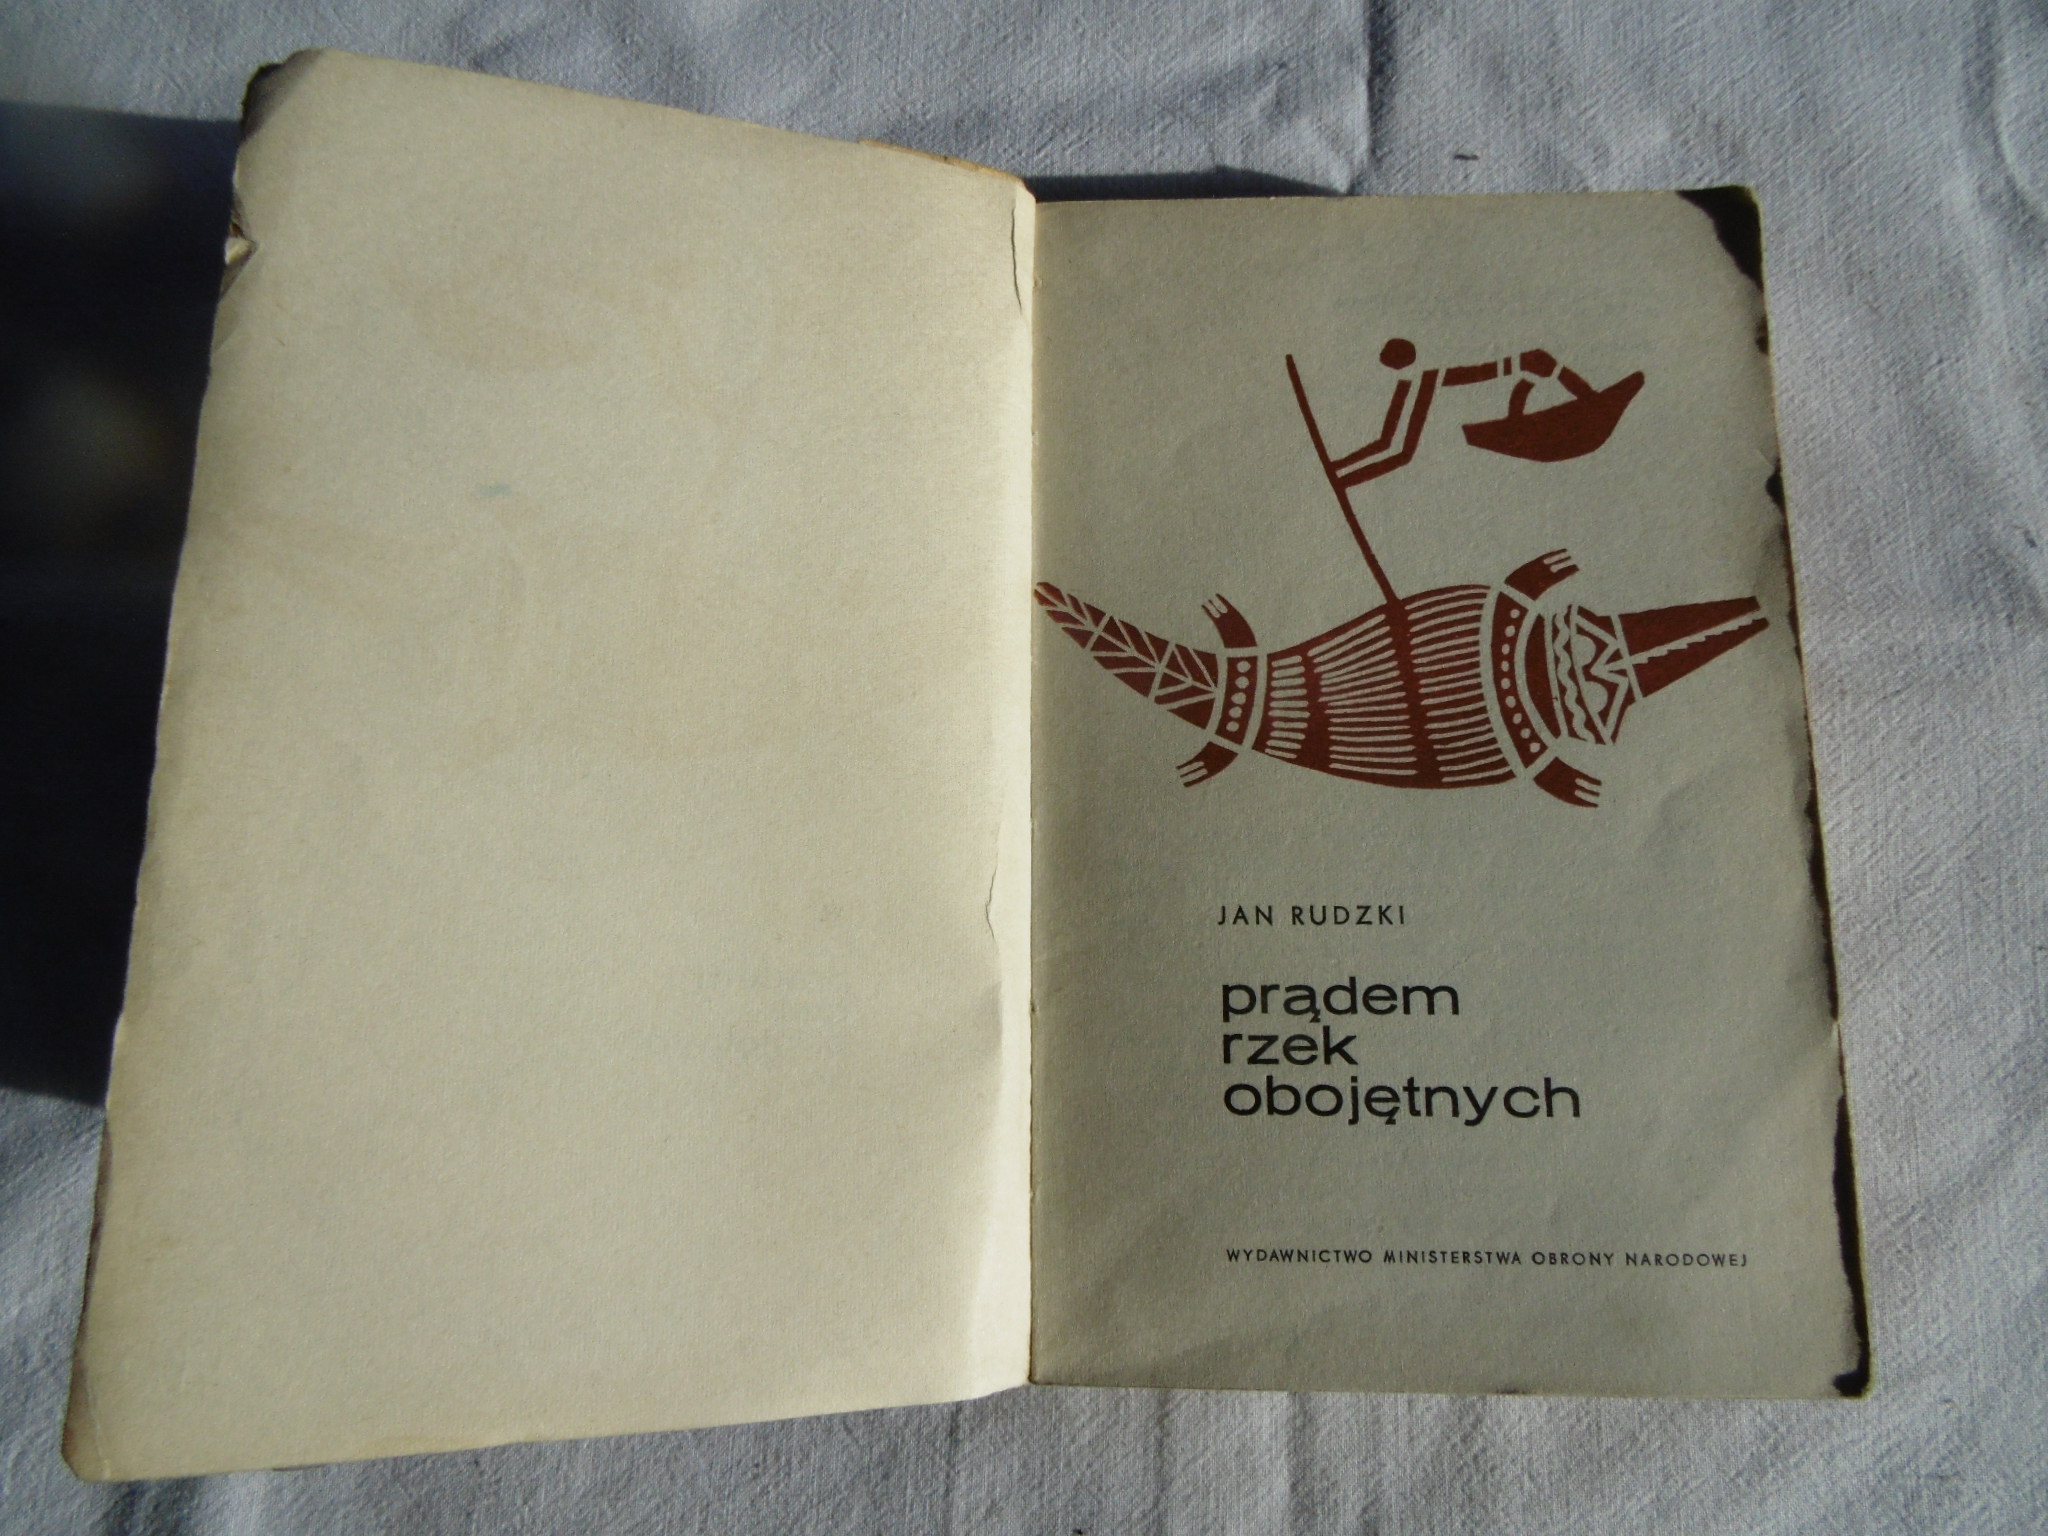 JAN RUDZKI
prądem
rzek
obojętnych
WYDAWNICTWO MINISTERSTWA OBRONY NARODOWEJ